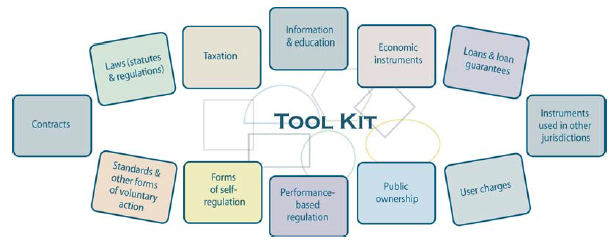 Information
& education
Laws (statutes
& regulations)
Taxation
Economic
instruments
Loans & loan
guarantees
Contracts
TOOL KIT
Instruments
used in other
jurisdictions
Standards &
other forms
of voluntary
action
Forms
of self-
regulation
Performance-
based
regulation
Public
ownership
User charges